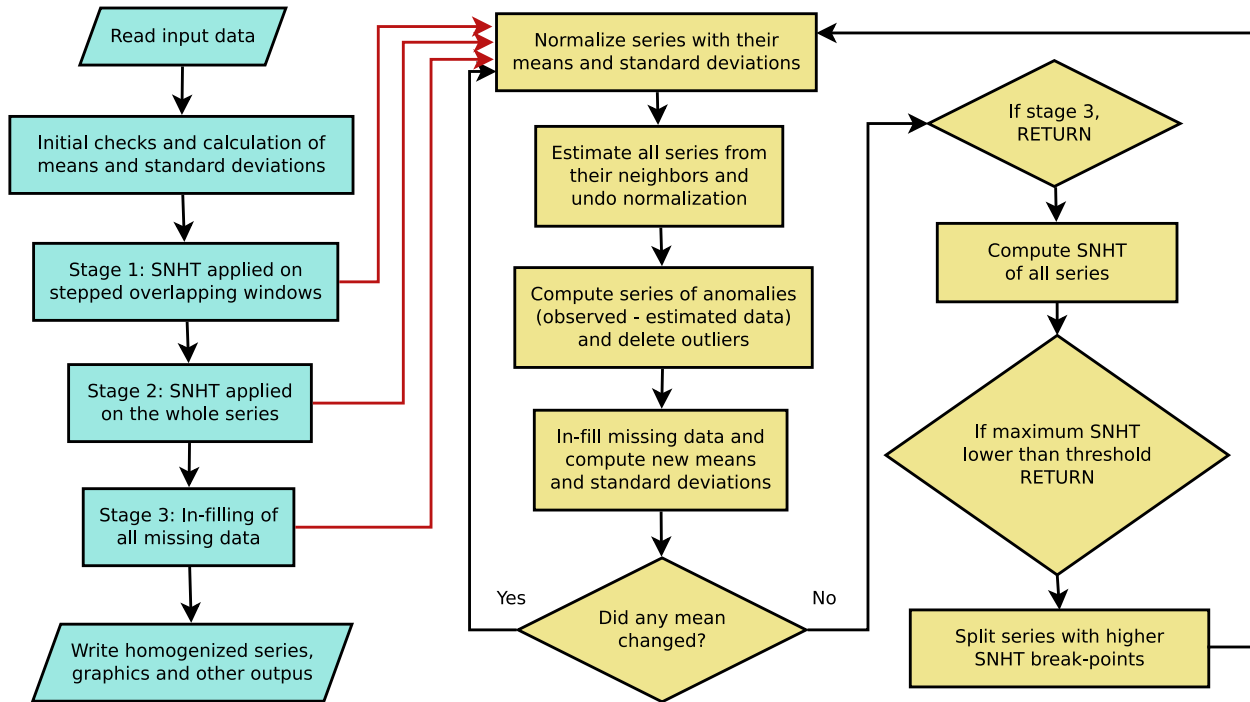 Read input data
Initial checks and calculation of
means and standard deviations
Stage 1: SNHT applied on
stepped overlapping windows
Stage 2: SNHT applied
on the whole series
Stage 3: In-filling of
all missing data
Write homogenized series,
graphics and other outpus
Normalize series with their
means and standard deviations
Estimate all series from
their neighbors and
undo normalization
Compute series of anomalies
(observed - estimated data)
and delete outliers
In-fill missing data and
compute new means
and standard deviations
Did any mean
changed?
Yes
No
If stage 3,
RETURN
Compute SNHT
of all series
If maximum SNHT
lower than threshold
RETURN
Split series with higher
SNHT break-points